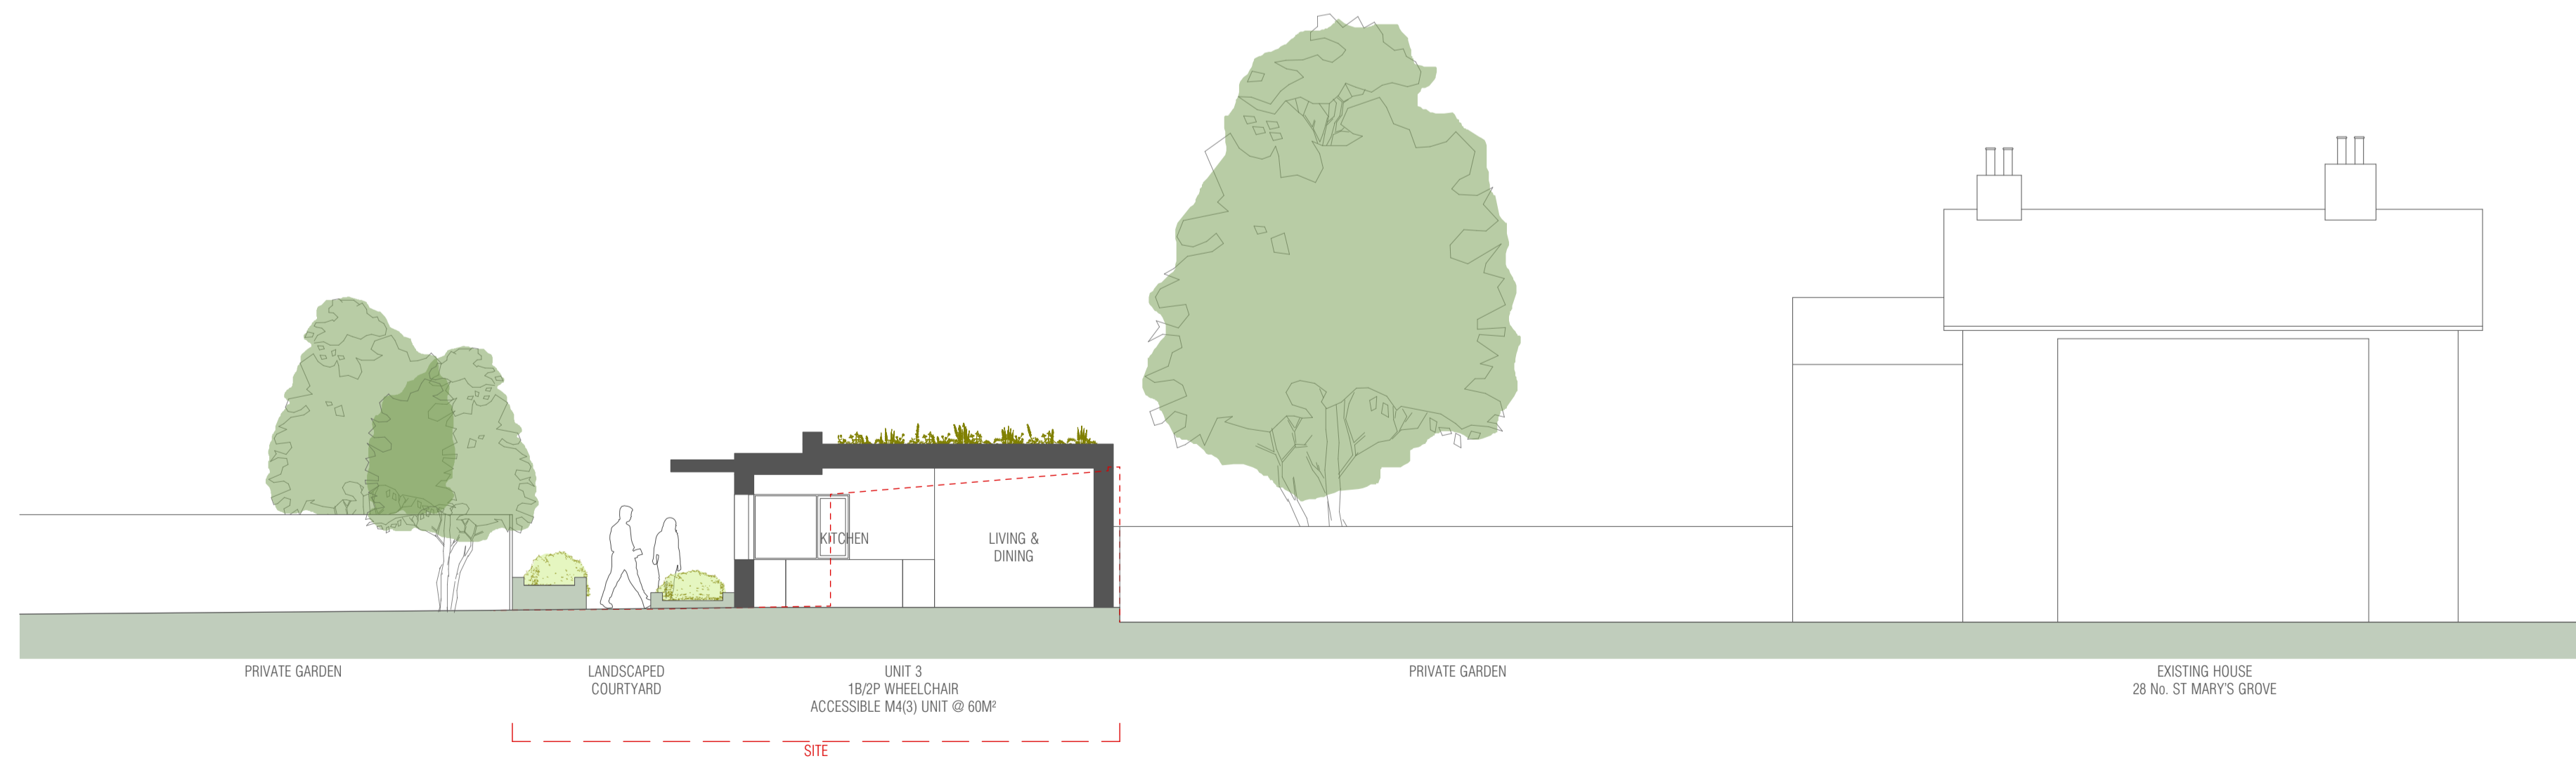 KITCHEN
LIVING &
DINING
PRIVATE GARDEN
LANDSCAPED
COURTYARD
UNIT 3
1B/2P WHEELCHAIR
ACCESSIBLE M4(3) UNIT @ 60M²
PRIVATE GARDEN
EXISTING HOUSE
28 No. ST MARY'S GROVE
SITE